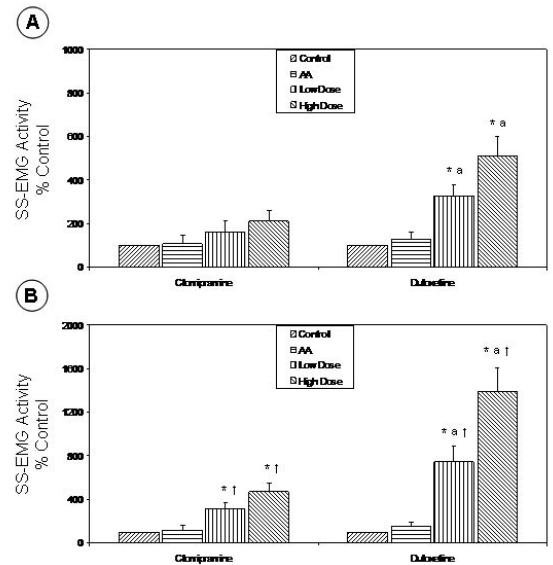 A
SS-EMG Activity
% Control
1000
800
600
400
200
0
Control
AA
Low Dose
High Dose
* a
* a
Clomipramine
Duloxetine
B
SS-EMG Activity
% Control
2000
1600
1200
800
400
0
Control
AA
Low Dose
High Dose
* †
* †
* a †
* a †
Clomipramine
Duloxetine